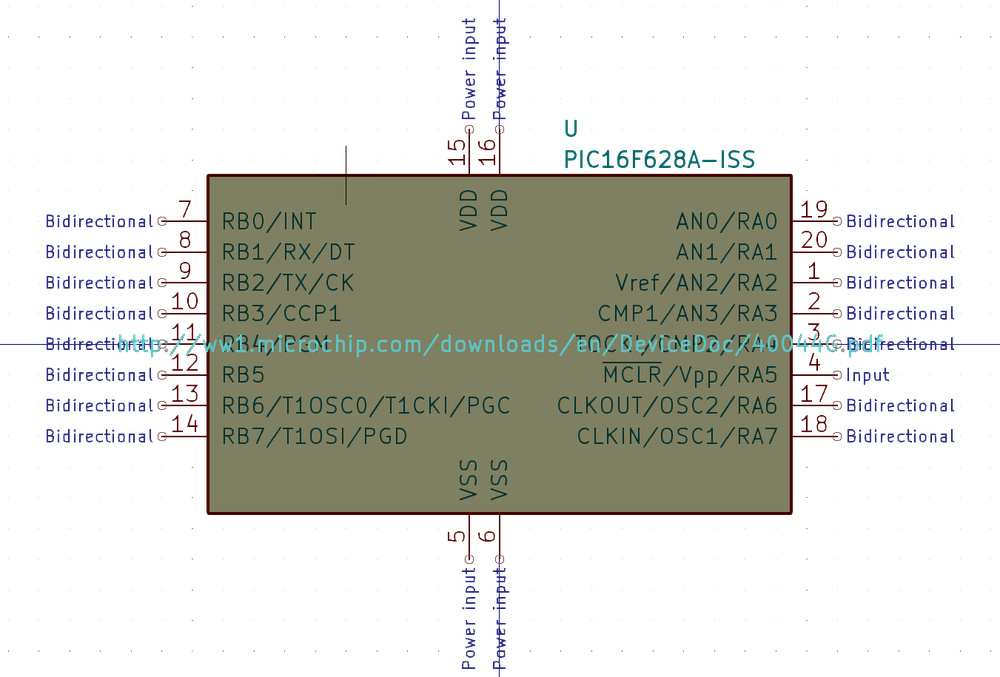 Power input Power input
15 16
U
PIC16F628A-ISS
VDD VDD
Bidirectional 7 RB0/INT AN0/RA0 19 Bidirectional
Bidirectional 8 RB1/RX/DT AN1/RA1 20 Bidirectional
Bidirectional 9 RB2/TX/CK Vref/AN2/RA2 1 Bidirectional
Bidirectional 10 RB3/CCP1 CMP1/AN3/RA3 2 Bidirectional
Bidirectional 11 RB4/PGM 3 Bidirectional
http://ww1.microchip.com/downloads/en/DeviceDoc/40044G.pdf
Bidirectional 12 RB5 MCLR/Vpp/RA5 4 Input
Bidirectional 13 RB6/T1OSC0/T1CKI/PGC CLKOUT/OSC2/RA6 17 Bidirectional
Bidirectional 14 RB7/T1OSI/PGD CLKIN/OSC1/RA7 18 Bidirectional
VSS VSS
5 6
Power input Power input